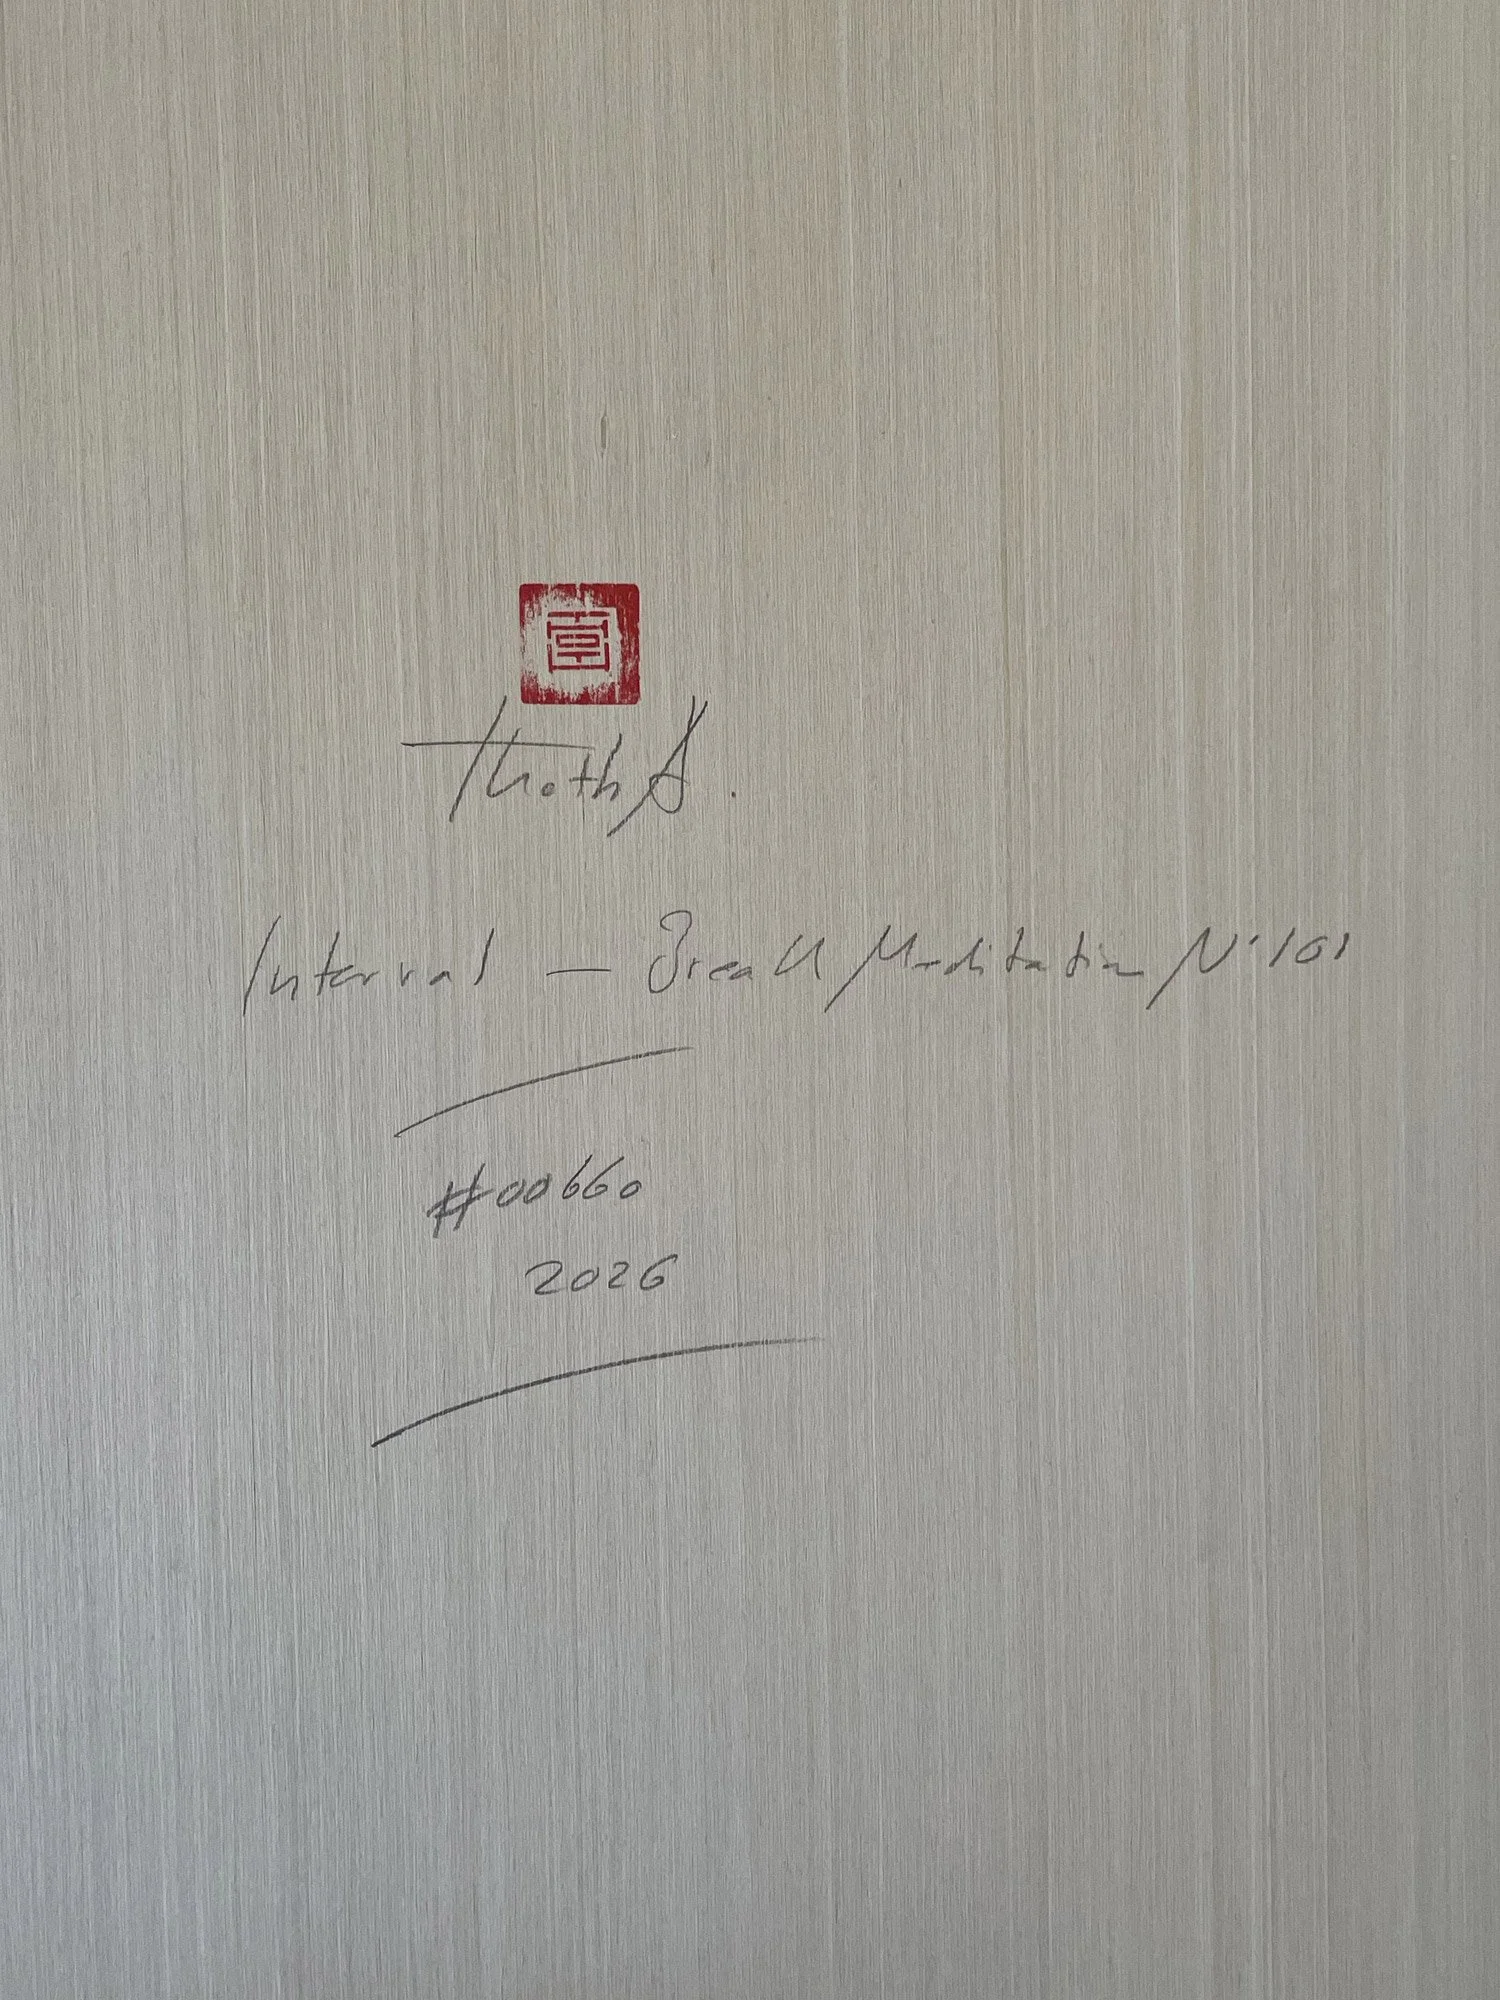 Thoth A.
Interval — Breath Meditation N° 101
#00660
2026